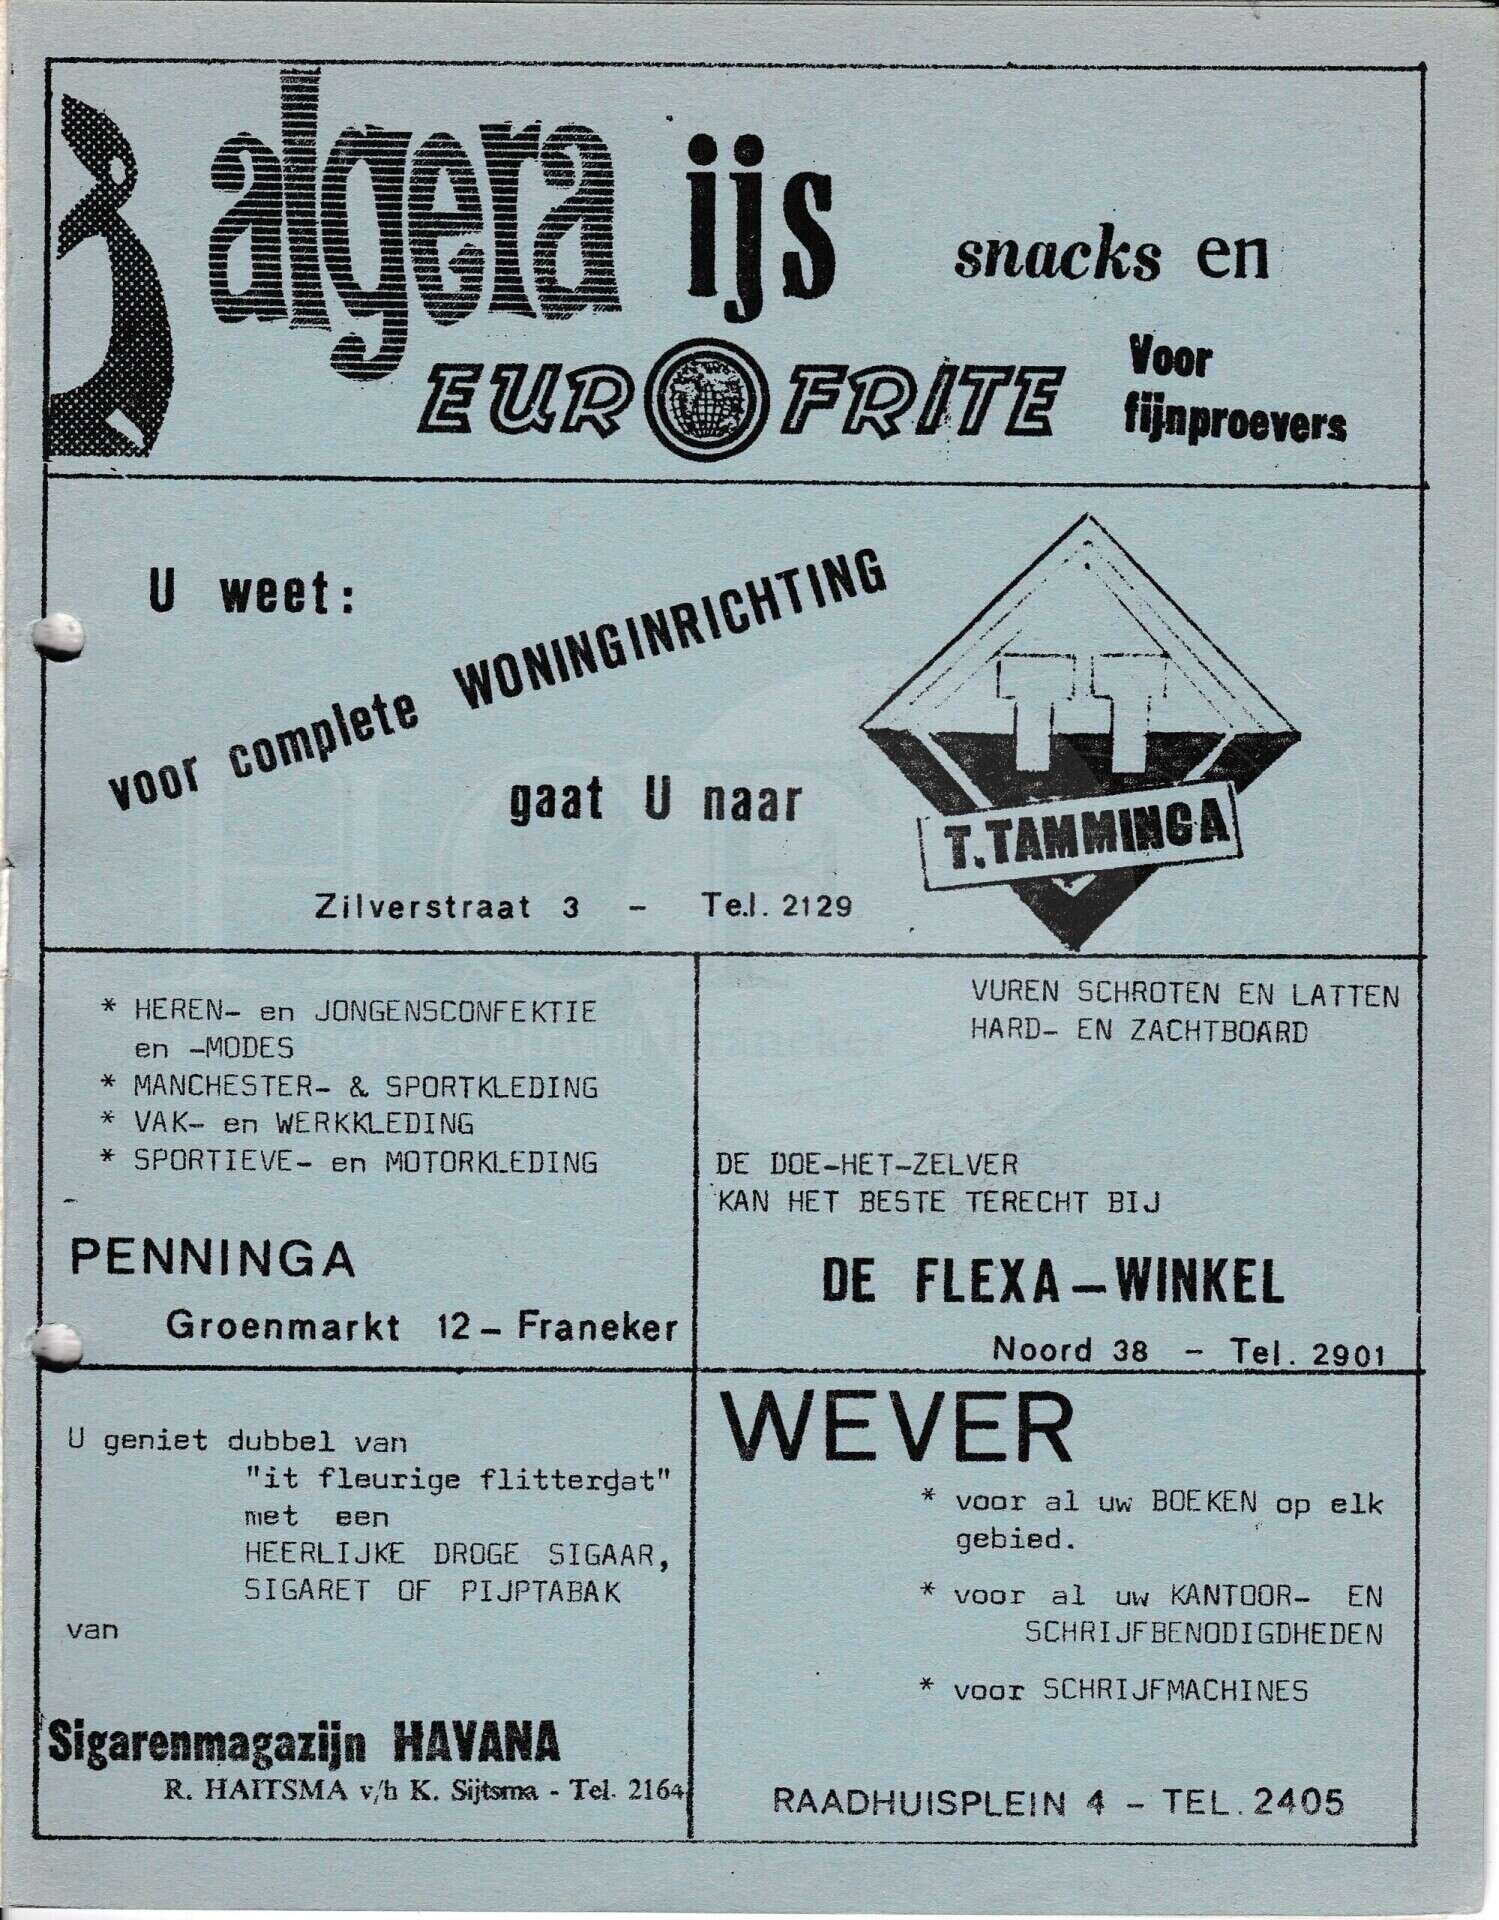 algera ijs snacks en
EUROFRITE
Voor
fijnproevers
U weet:
voor complete WONINGINRICHTING
gaat U naar
TT
T.TAMMINGA
Zilverstraat 3 - Tel. 2129
* HEREN- en JONGENSCONFEKTIE
en -MODES
* MANCHESTER- & SPORTKLEDING
* VAK- en WERKKLEDING
* SPORTIEVE- en MOTORKLEDING
PENNINGA
Groenmarkt 12 - Franeker
VUREN SCHROTEN EN LATTEN
HARD- EN ZACHTBOARD
DE DOE-HET-ZELVER
KAN HET BESTE TERECHT BIJ
DE FLEXA-WINKEL
Noord 38 - Tel. 2901
U geniet dubbel van
"it fleurige flittergat"
met een
HEERLIJKE DROGE SIGAAR,
SIGARET OF PIJPTABAK
van
Sigarenmagazijn HAVANA
R. HAITSMA v/h K. Sijtsma - Tel. 2164
WEVER
* voor al uw BOEKEN op elk
gebied.
* voor al uw KANTOOR- EN
SCHRIJFBENODIGDHEDEN
* voor SCHRIJFMACHINES
RAADHUISPLEIN 4 - TEL. 2405